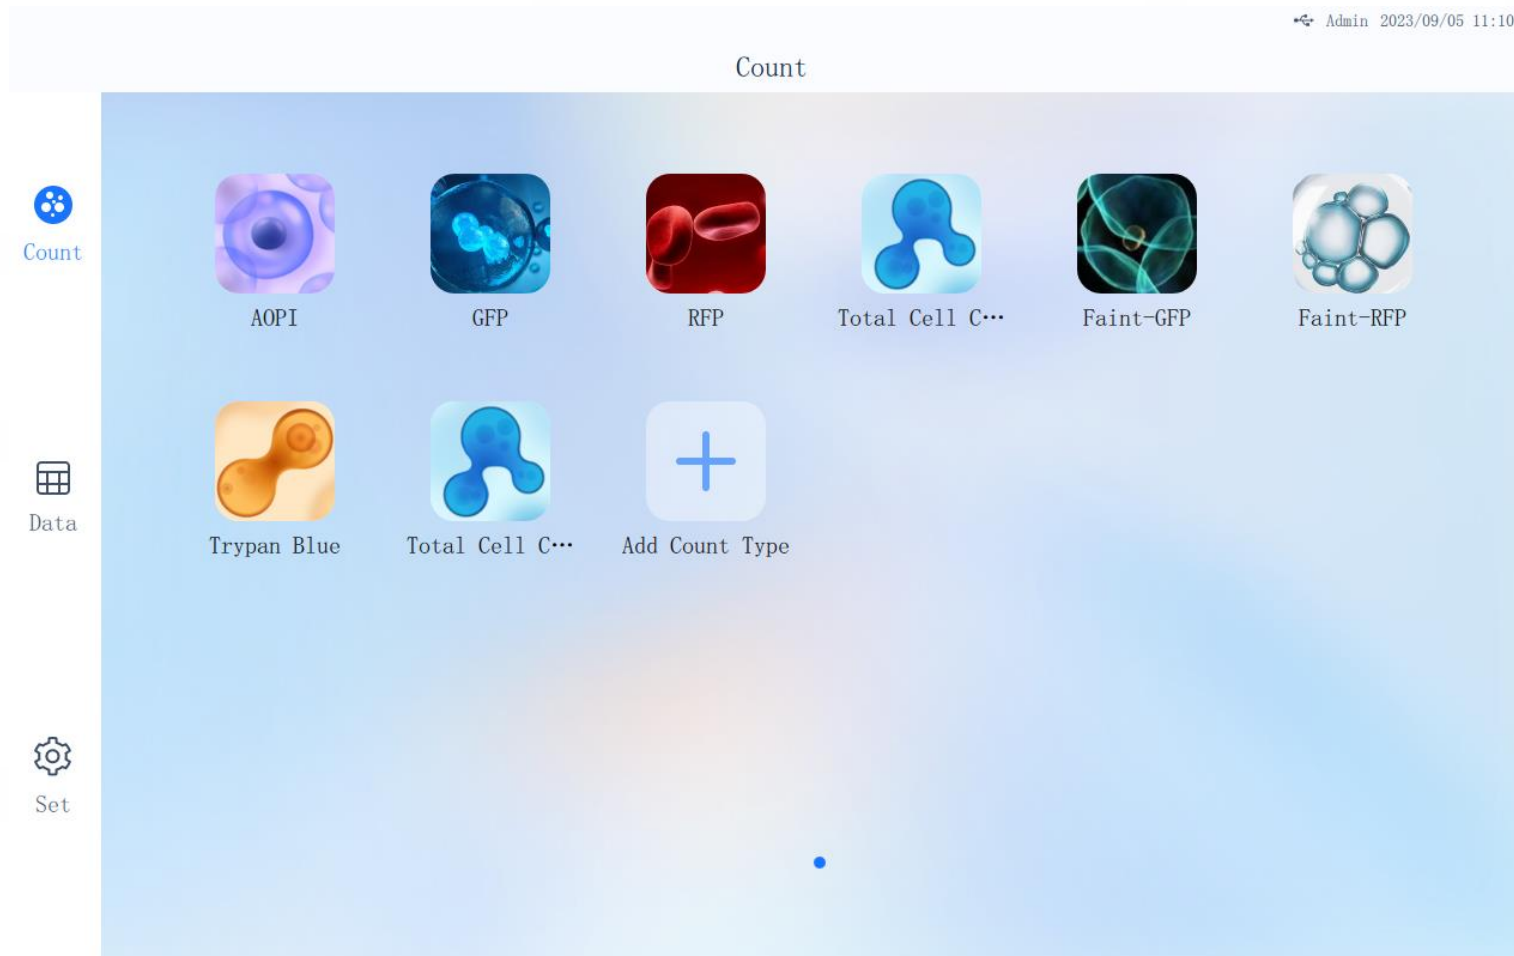 Admin 2023/09/05 11:10
Count
Count
AOPI GFP RFP Total Cell C··· Faint-GFP Faint-RFP
Data
Trypan Blue Total Cell C··· Add Count Type
Set